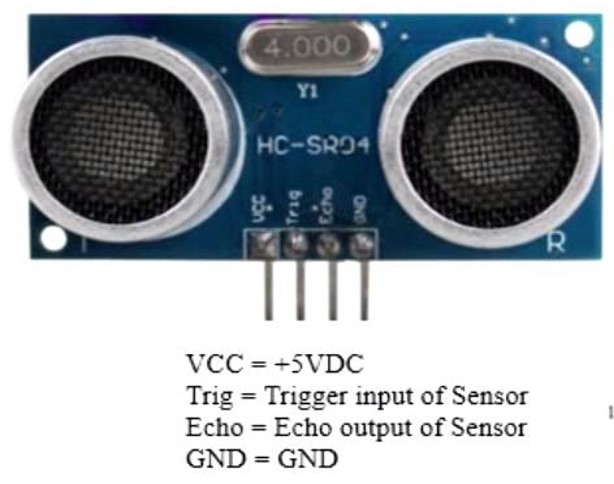 4.000
Y1
HC-SR04
VCC Trig Echo GND
T R
VCC = +5VDC
Trig = Trigger input of Sensor
Echo = Echo output of Sensor
GND = GND